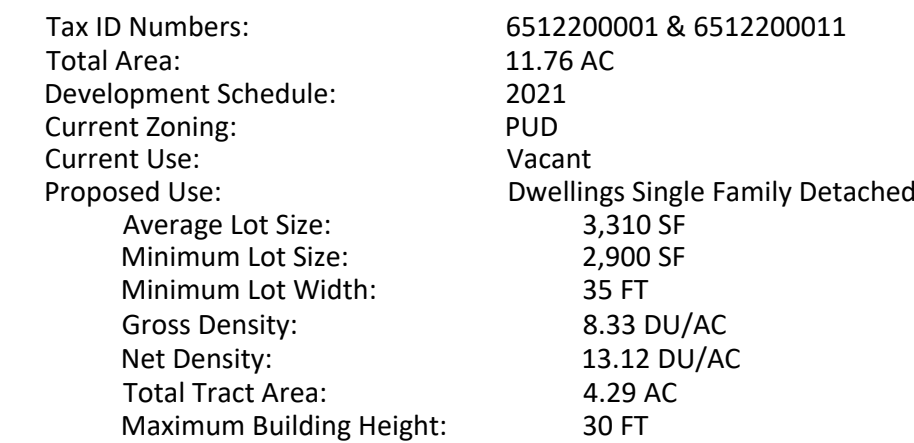 Tax ID Numbers: 6512200001 & 6512200011
Total Area: 11.76 AC
Development Schedule: 2021
Current Zoning: PUD
Current Use: Vacant
Proposed Use: Dwellings Single Family Detached
Average Lot Size: 3,310 SF
Minimum Lot Size: 2,900 SF
Minimum Lot Width: 35 FT
Gross Density: 8.33 DU/AC
Net Density: 13.12 DU/AC
Total Tract Area: 4.29 AC
Maximum Building Height: 30 FT